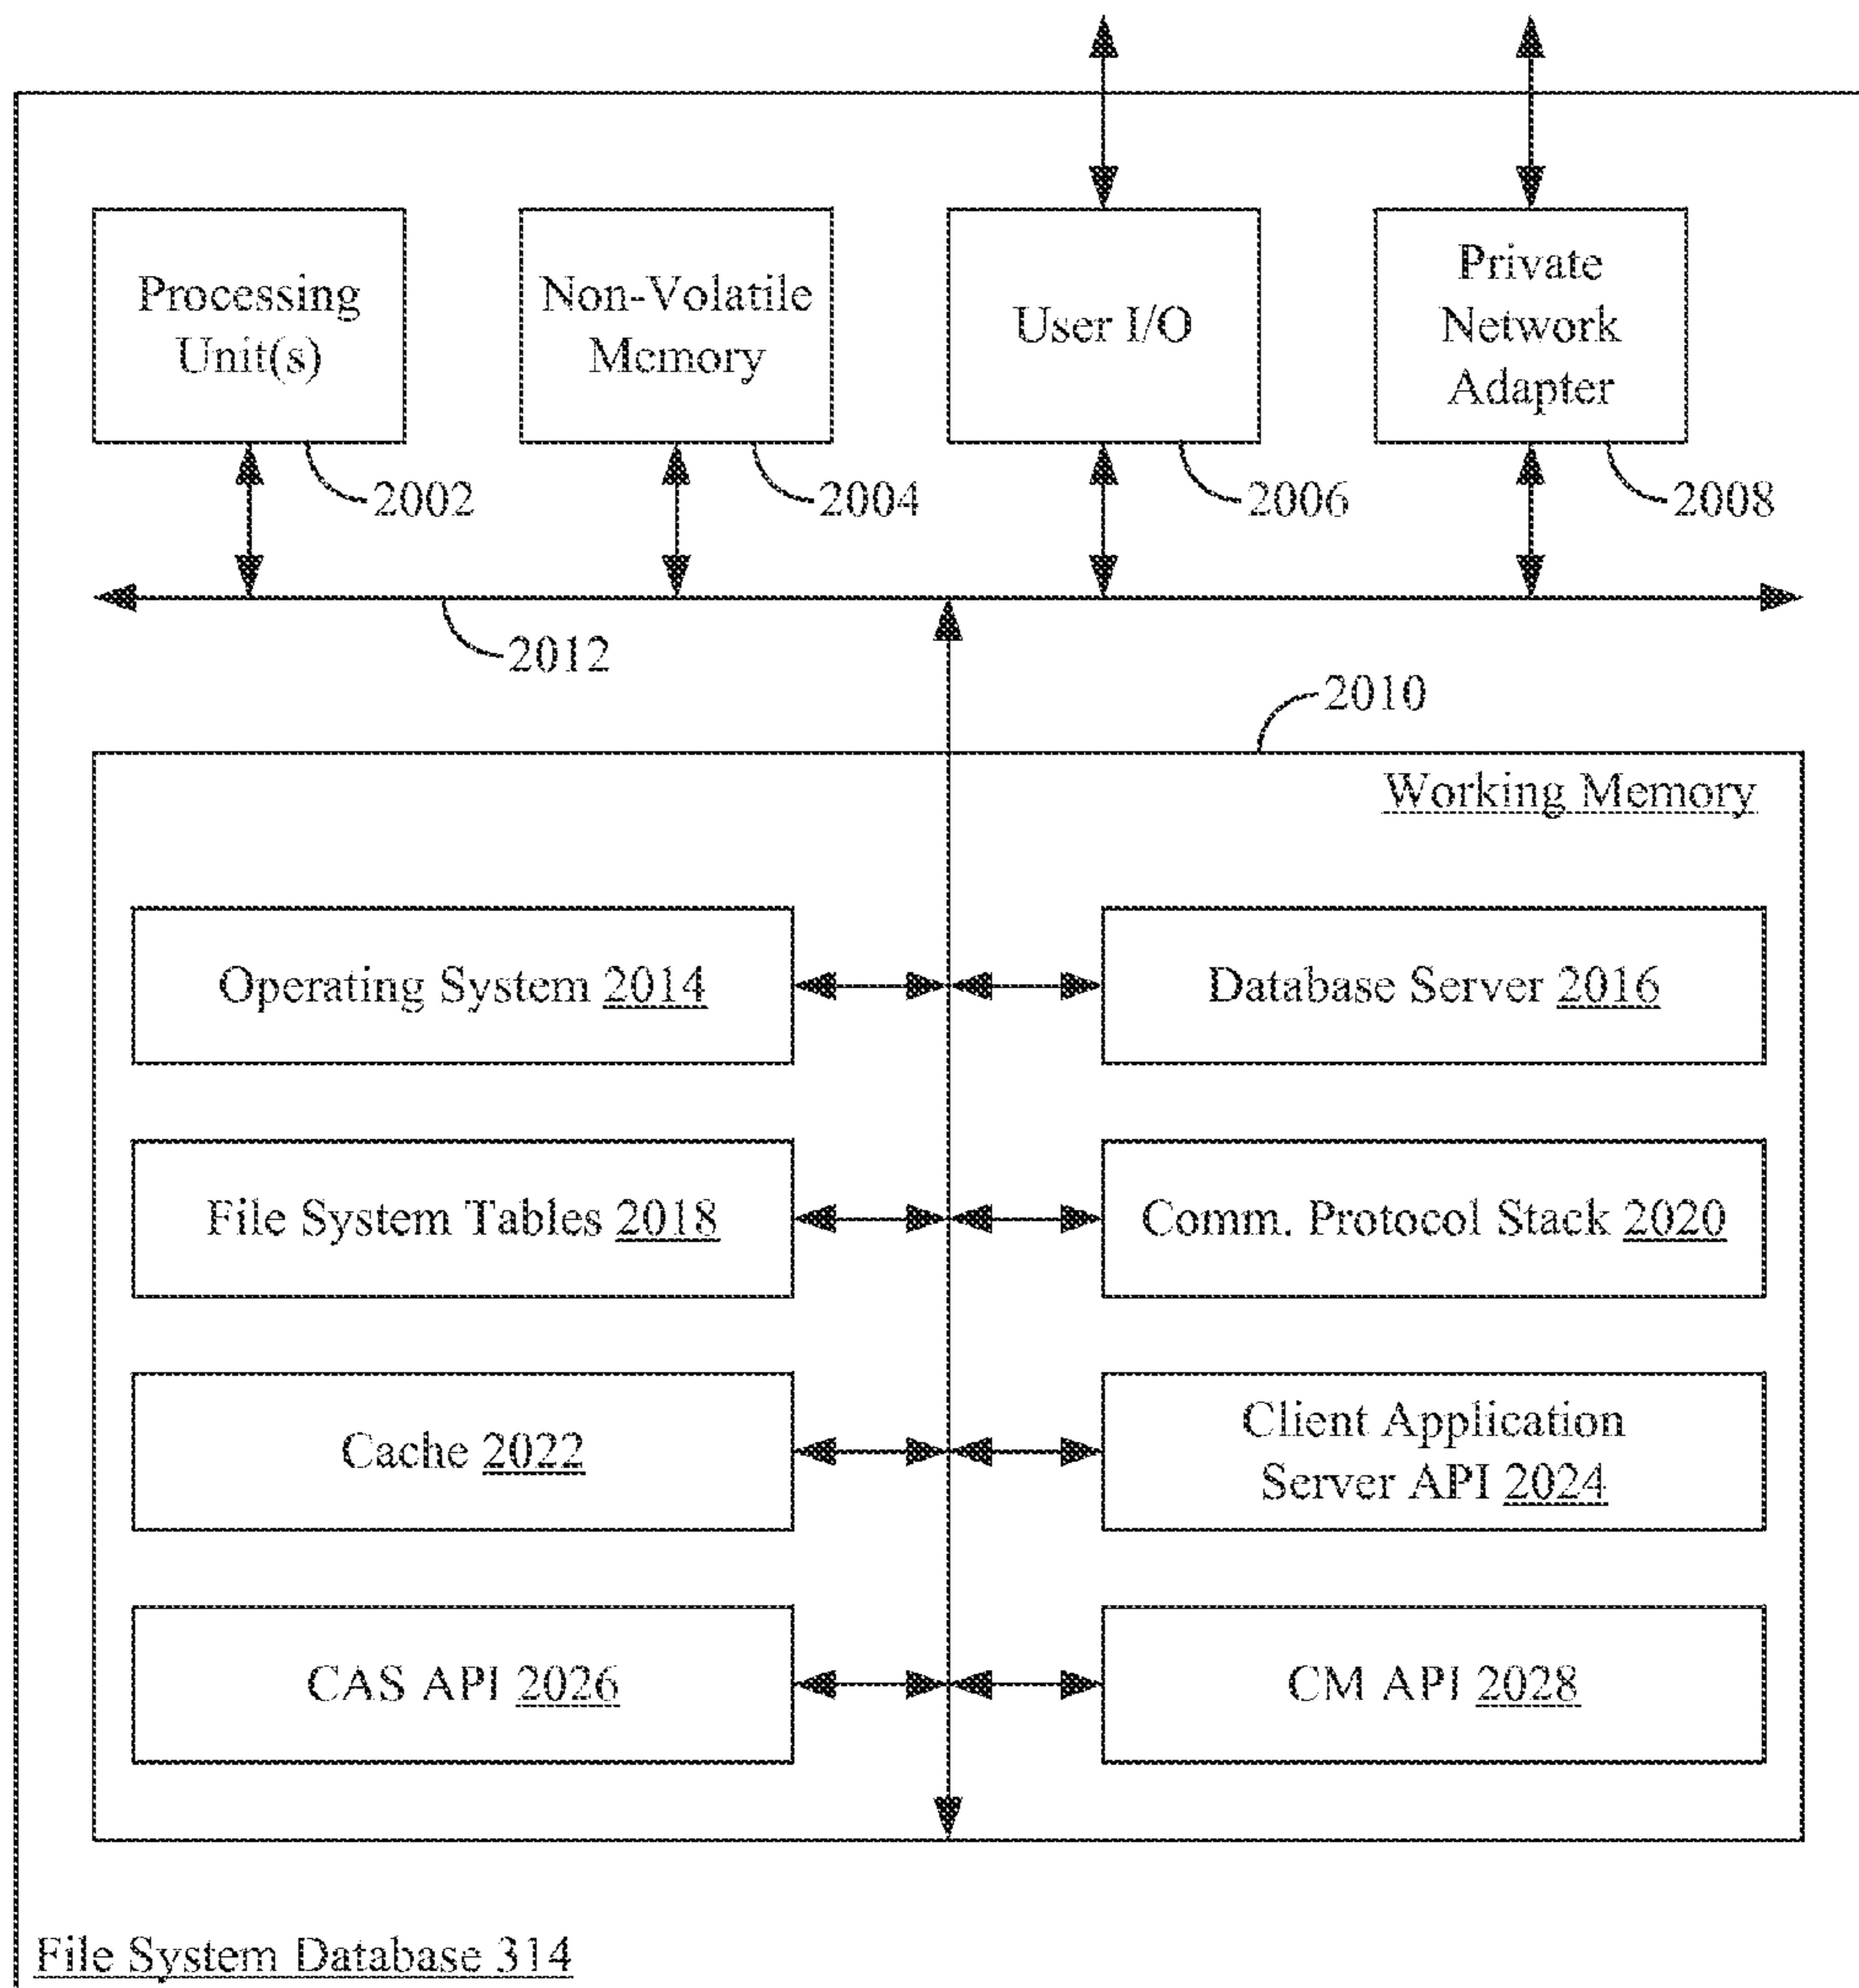 Processing
Unit(s)
Non-Volatile
Memory
User I/O
Private
Network
Adapter
2002
2004
2006
2008
2012
2010
Working Memory
Operating System 2014
Database Server 2016
File System Tables 2018
Comm. Protocol Stack 2020
Cache 2022
Client Application
Server API 2024
CAS API 2026
CM API 2028
File System Database 314